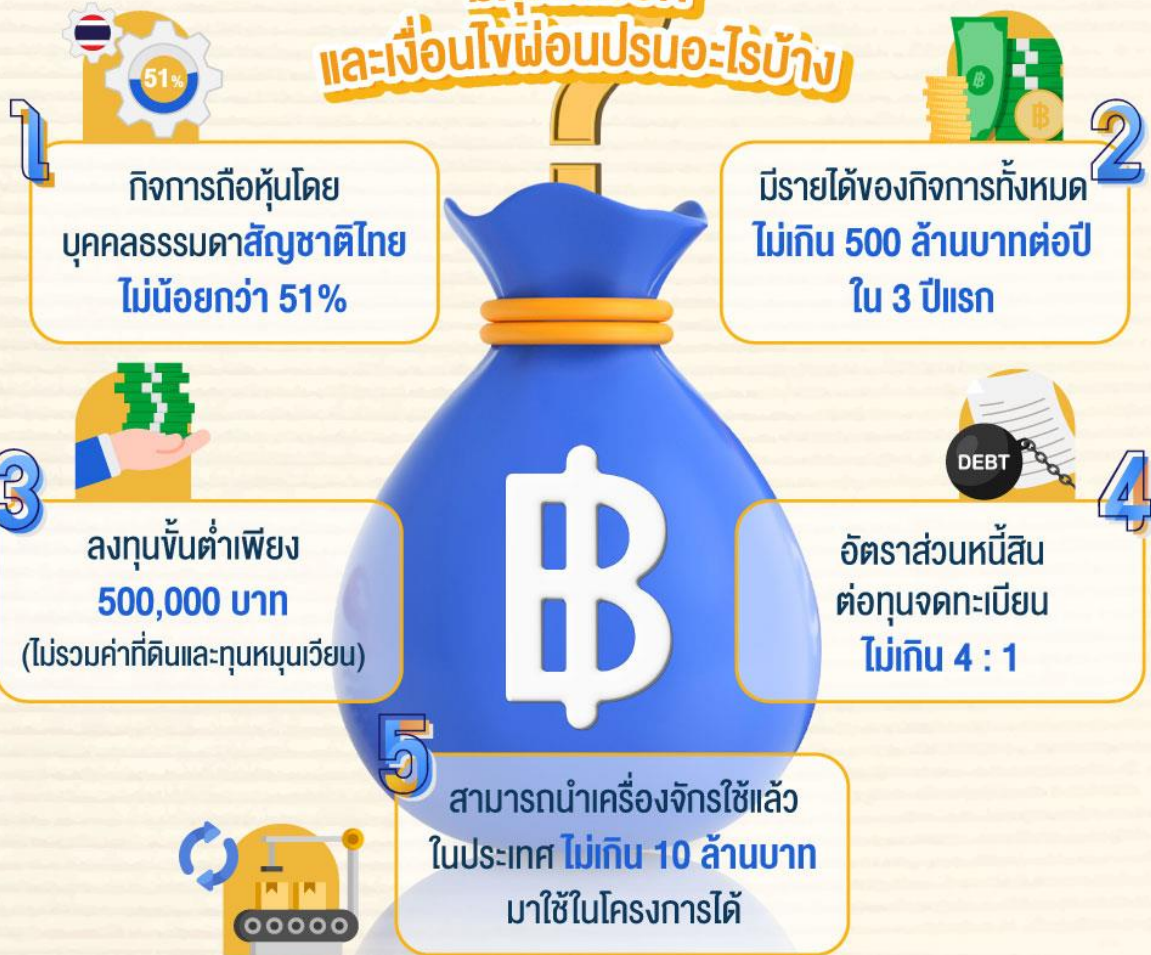 และเงื่อนไขผ่อนปรนอะไรบ้าง
51%
1
กิจการถือหุ้นโดย
บุคคลธรรมดาสัญชาติไทย
ไม่น้อยกว่า 51%
2
มีรายได้ของกิจการทั้งหมด
ไม่เกิน 500 ล้านบาทต่อปี
ใน 3 ปีแรก
3
ลงทุนขั้นต่ำเพียง
500,000 บาท
(ไม่รวมค่าที่ดินและทุนหมุนเวียน)
DEBT
4
อัตราส่วนหนี้สิน
ต่อทุนจดทะเบียน
ไม่เกิน 4 : 1
฿
5
สามารถนำเครื่องจักรใช้แล้ว
ในประเทศ ไม่เกิน 10 ล้านบาท
มาใช้ในโครงการได้